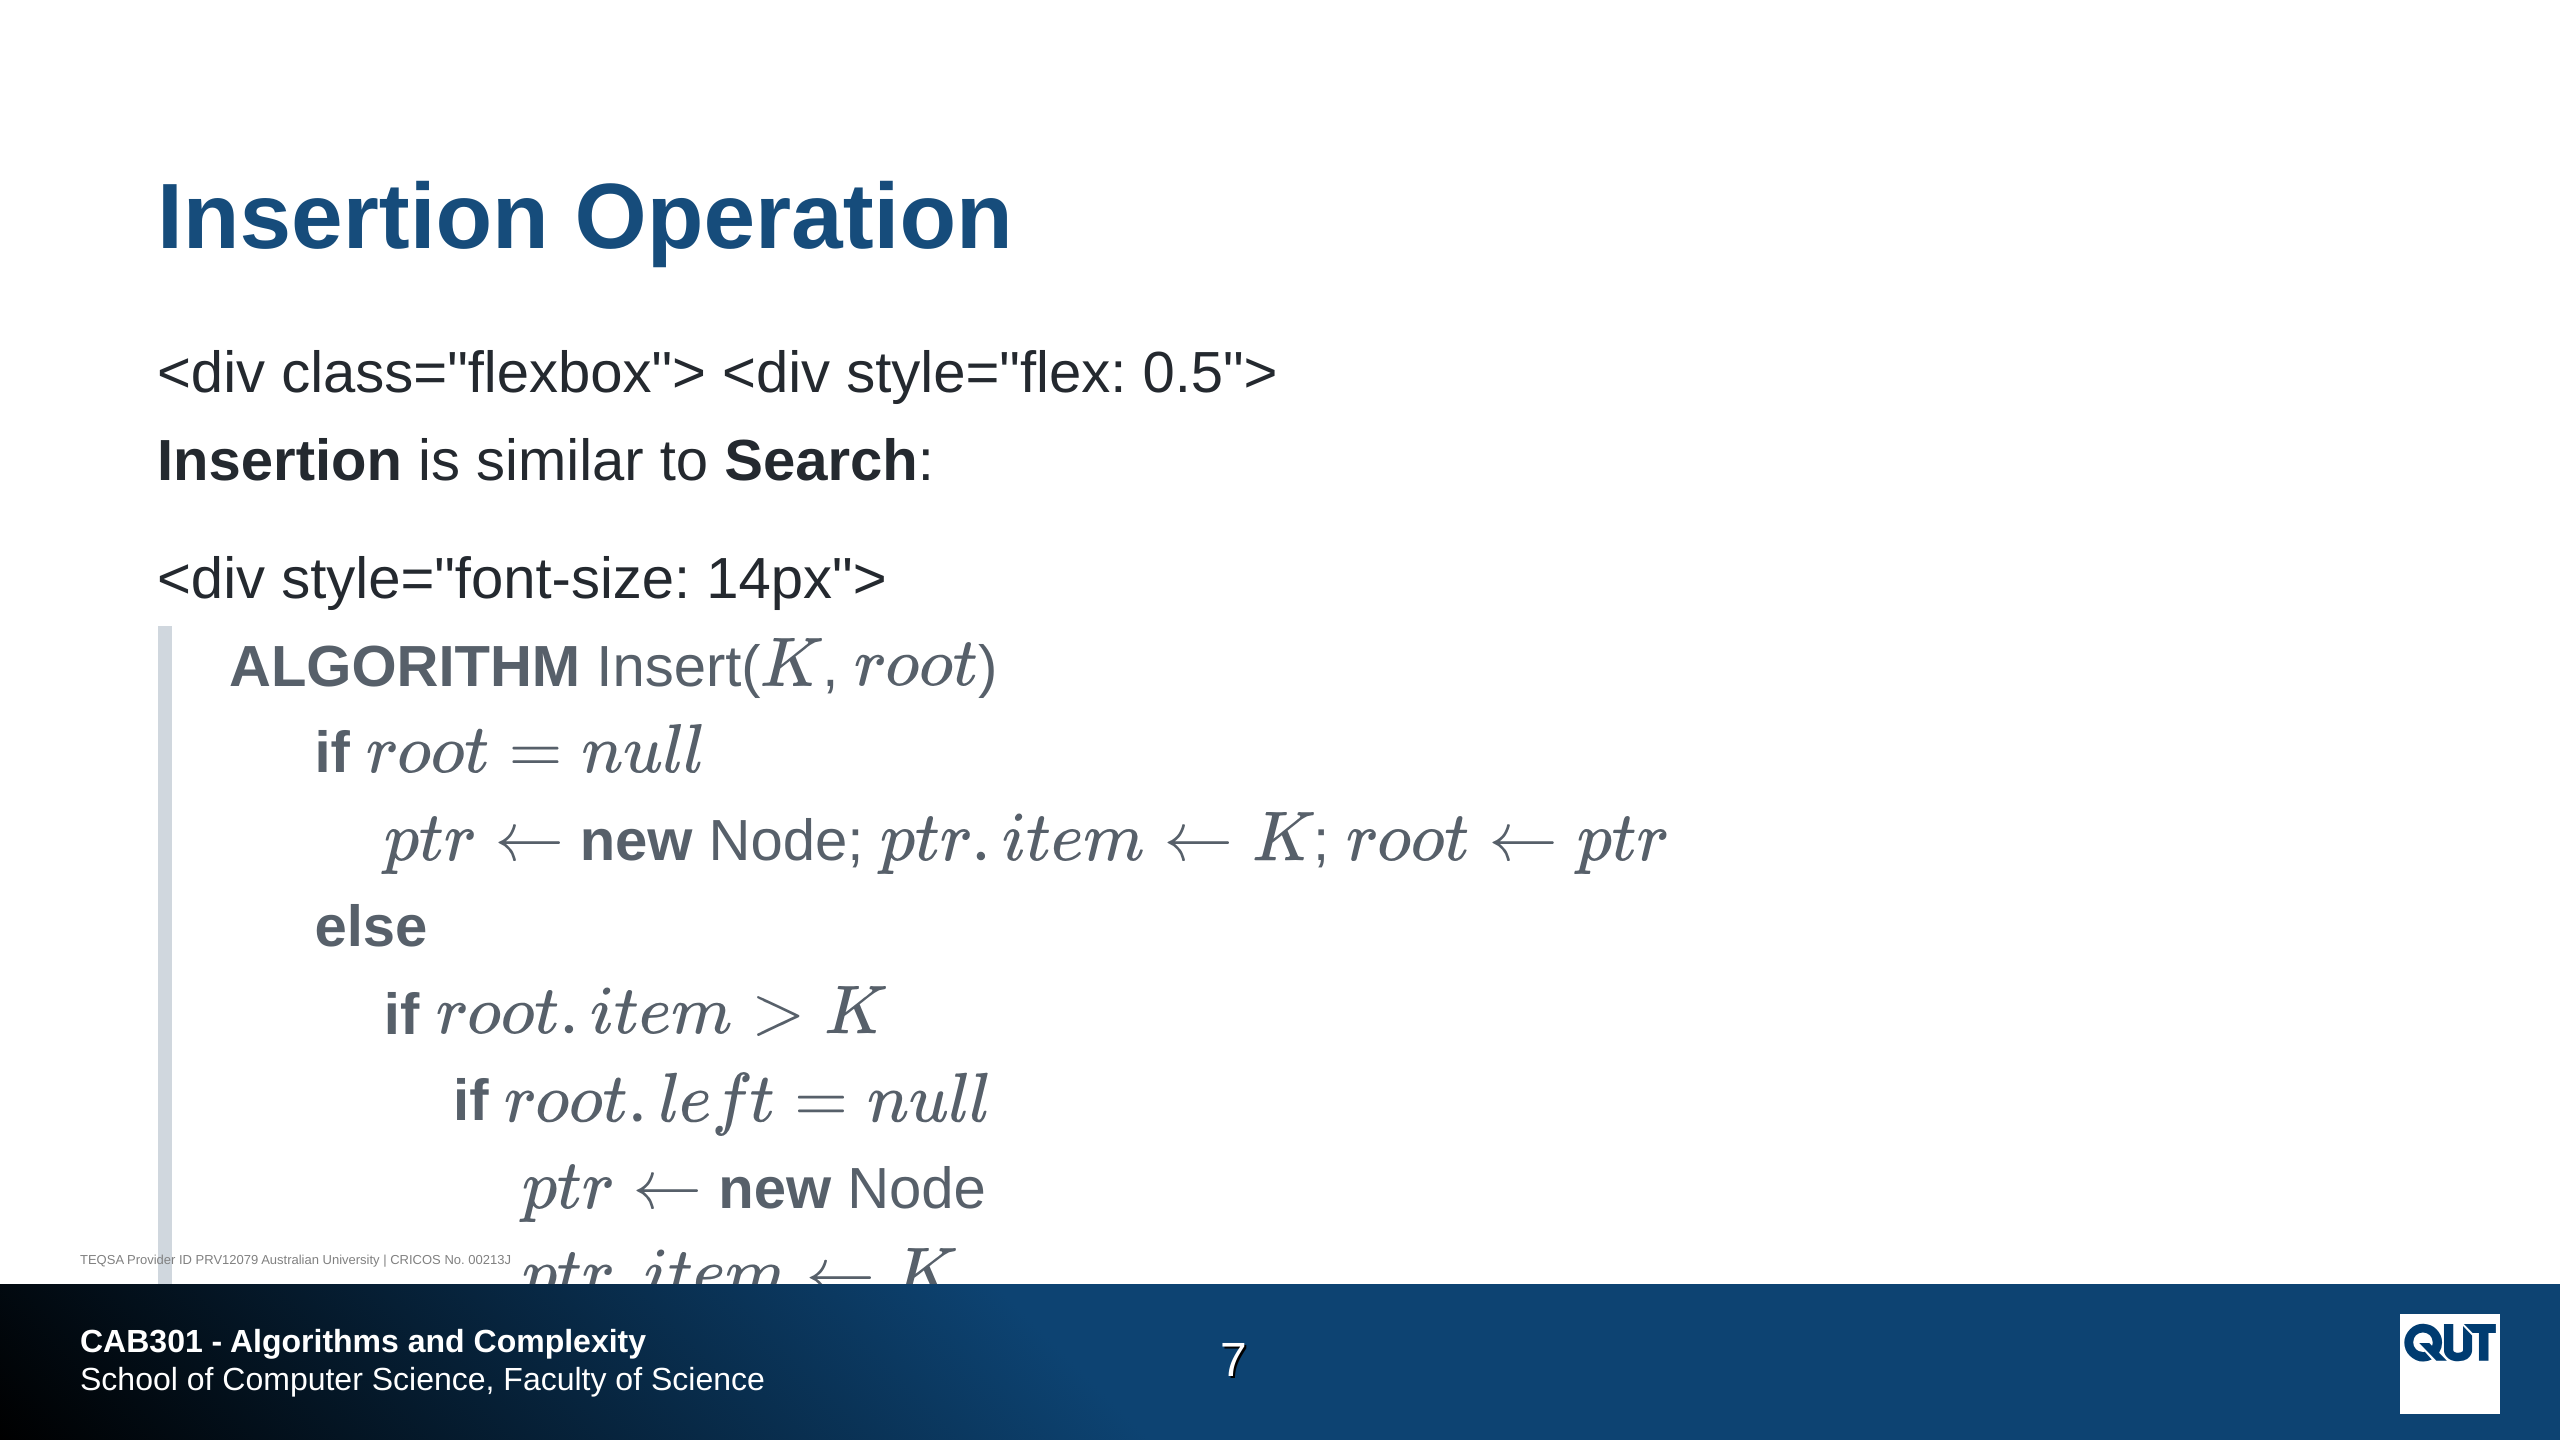 Insertion Operation
<div class="flexbox"> <div style="flex: 0.5">
Insertion is similar to Search:
<div style="font-size: 14px">
ALGORITHM Insert(K, root)
if root = null
ptr ← new Node; ptr.item ← K; root ← ptr
else
if root.item > K
if root.left = null
ptr ← new Node
ptr.item ← K
TEQSA Provider ID PRV12079 Australian University | CRICOS No. 00213J
CAB301 - Algorithms and Complexity
School of Computer Science, Faculty of Science
7
QUT